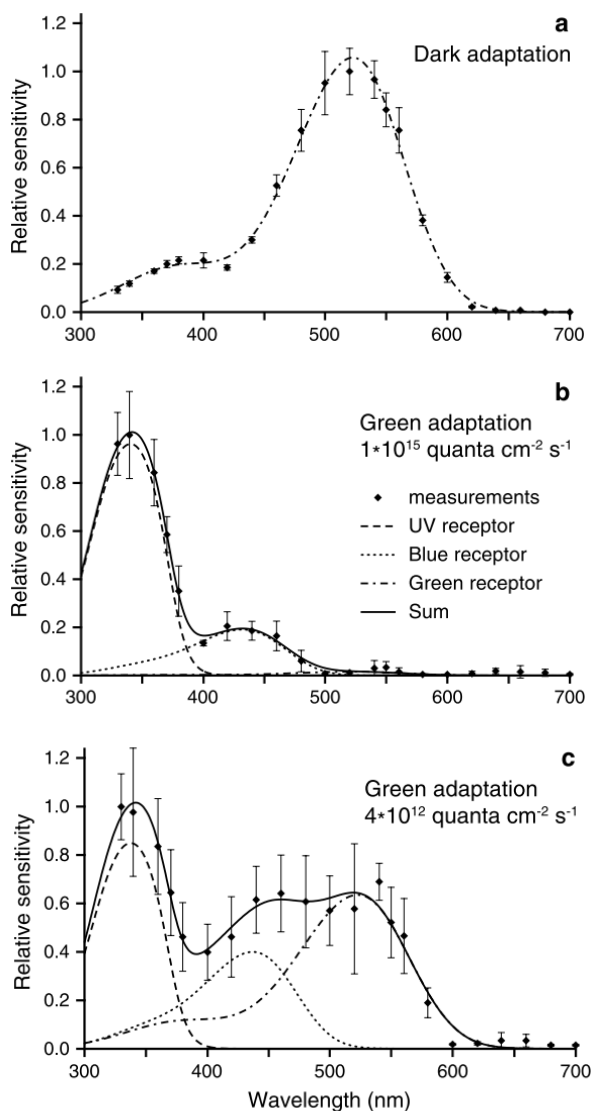 a
Dark adaptation
Relative sensitivity
1.2
1.0
0.8
0.6
0.4
0.2
0.0
300 400 500 600 700
b
Green adaptation
1*10¹⁵ quanta cm⁻² s⁻¹
measurements
UV receptor
Blue receptor
Green receptor
Sum
Relative sensitivity
1.2
1.0
0.8
0.6
0.4
0.2
0.0
300 400 500 600 700
c
Green adaptation
4*10¹² quanta cm⁻² s⁻¹
Relative sensitivity
1.2
1.0
0.8
0.6
0.4
0.2
0.0
300 400 500 600 700
Wavelength (nm)